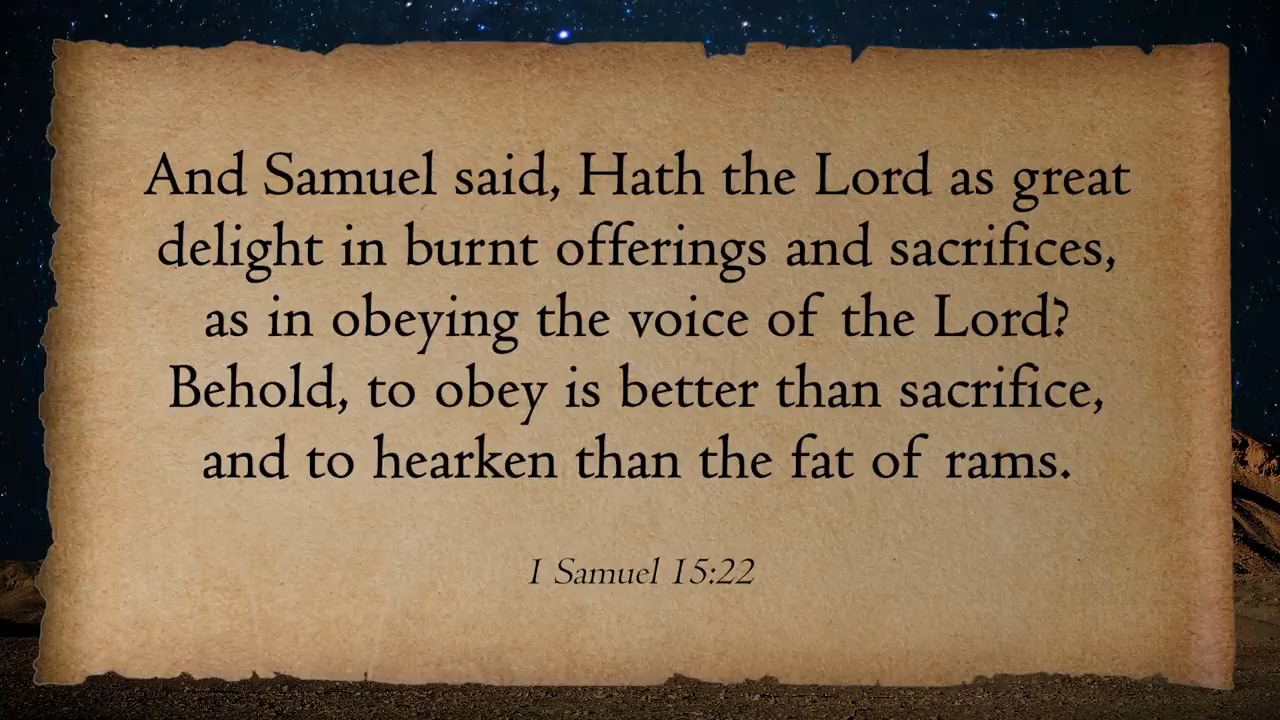 And Samuel said, Hath the Lord as great
delight in burnt offerings and sacrifices,
as in obeying the voice of the Lord?
Behold, to obey is better than sacrifice,
and to hearken than the fat of rams.
I Samuel 15:22